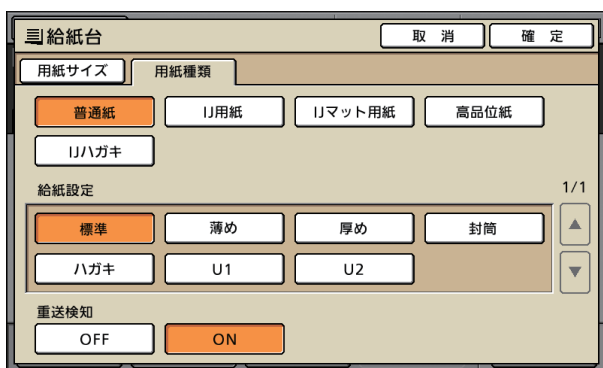 給紙台 取 消 確 定
用紙サイズ 用紙種類
普通紙 IJ用紙 IJマット用紙 高品位紙
IJハガキ
給紙設定 1/1
標準 薄め 厚め 封筒
ハガキ U1 U2
重送検知
OFF ON